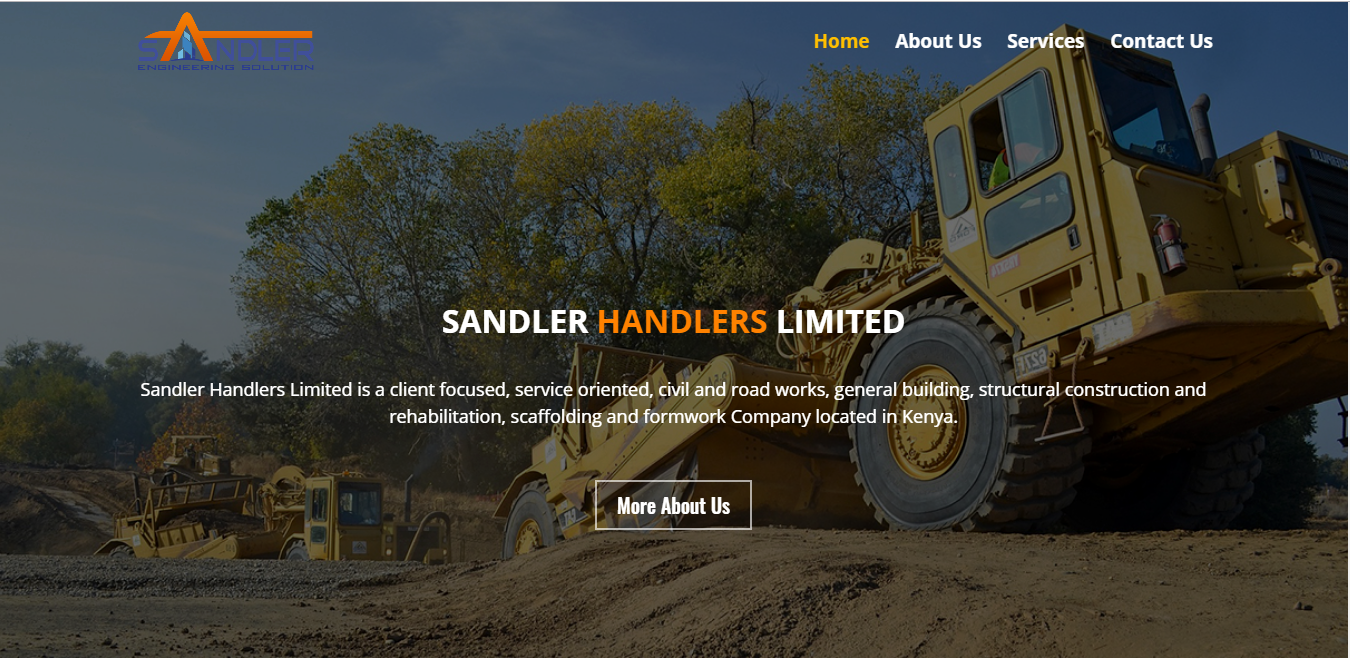 SANDLER
ENGINEERING SOLUTION
Home About Us Services Contact Us
SANDLER HANDLERS LIMITED
Sandler Handlers Limited is a client focused, service oriented, civil and road works, general building, structural construction and
rehabilitation, scaffolding and formwork Company located in Kenya.
More About Us
627E